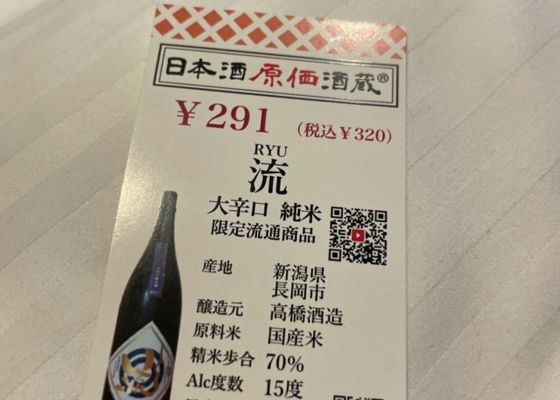 日本酒原価酒蔵®
￥291 (税込￥320)
RYU
流
大辛口 純米
限定流通商品
産地 新潟県
長岡市
醸造元 高橋酒造
原料米 国産米
精米歩合 70%
Alc度数 15度